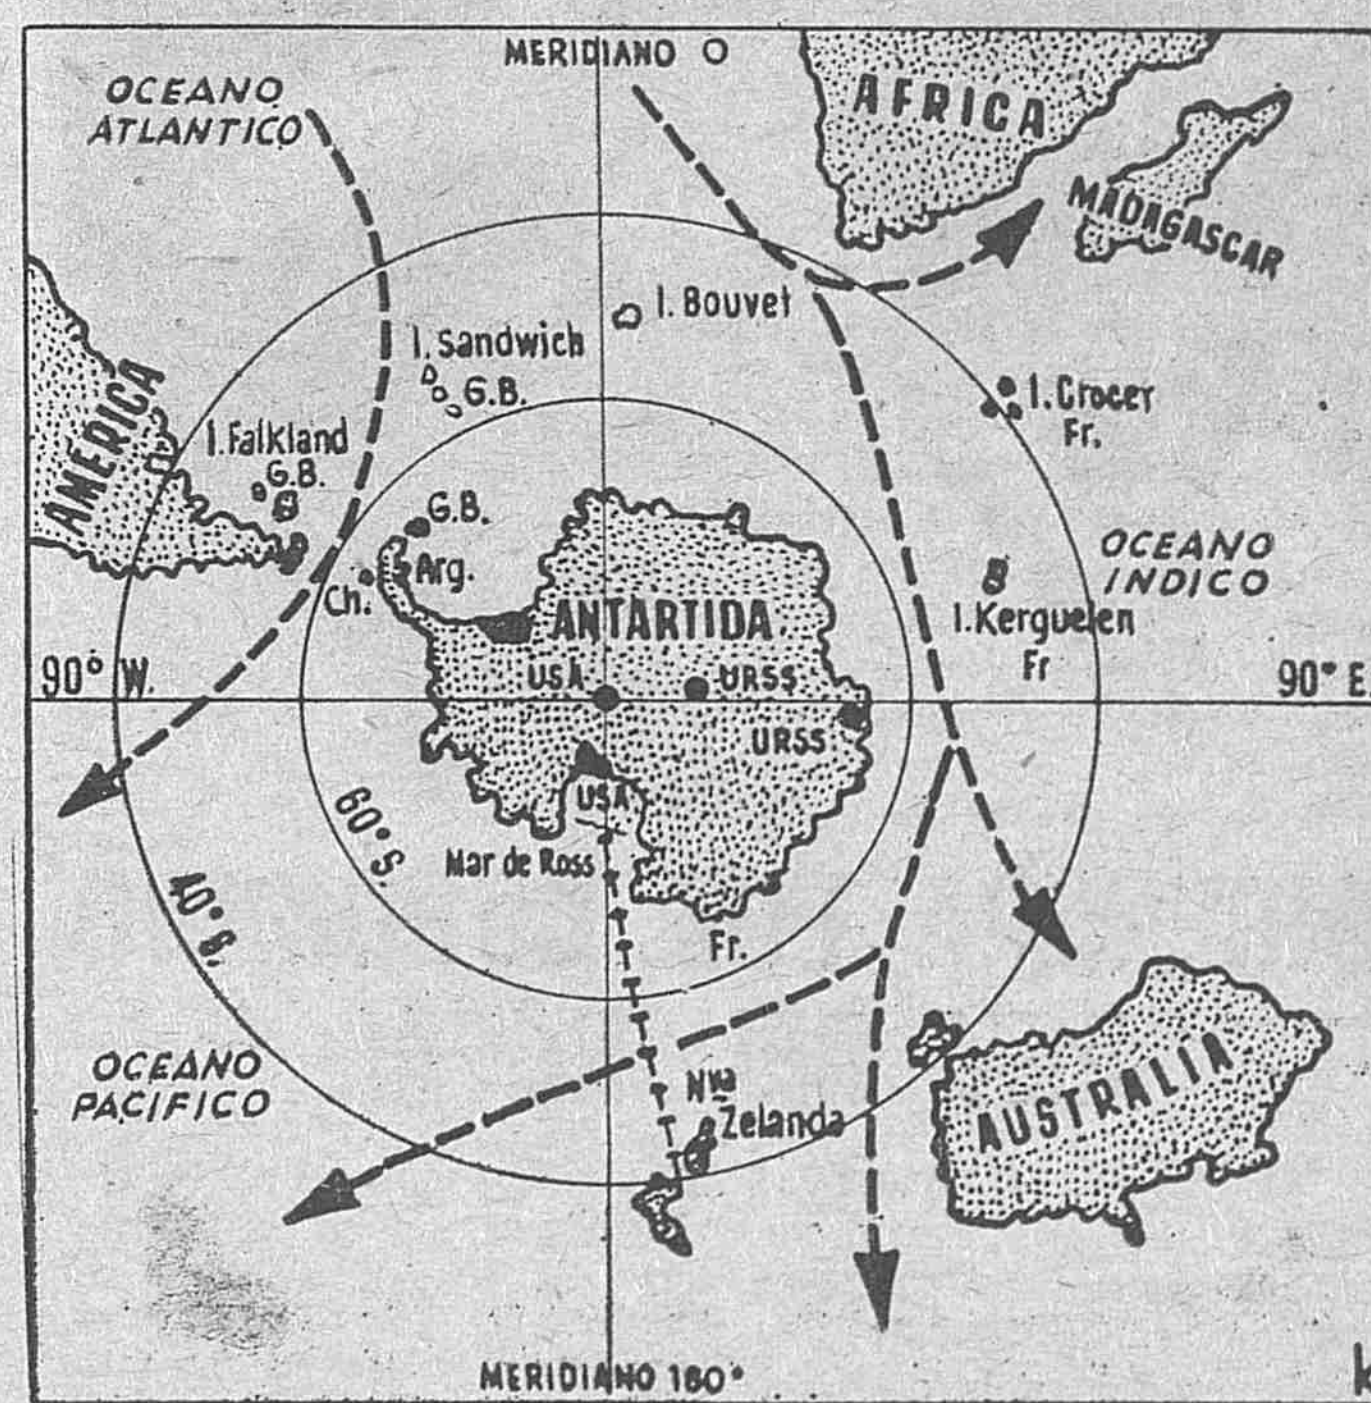 MERIDIANO O
OCEANO
ATLANTICO
AFRICA
MADAGASCAR
I. Bouvet
I. Sandwich
G.B.
I. Crocer
Fr.
AMERICA
I. Falkland
G.B.
G.B.
Arg.
Ch.
OCEANO
INDICO
ANTARTIDA
I. Kerguelen
Fr
90° W.
USA
URSS
90° E
URSS
USA
60° S.
Mar de Ross
40° S.
Fr.
OCEANO
PACIFICO
Nva
Zelanda
AUSTRALIA
MERIDIANO 180°